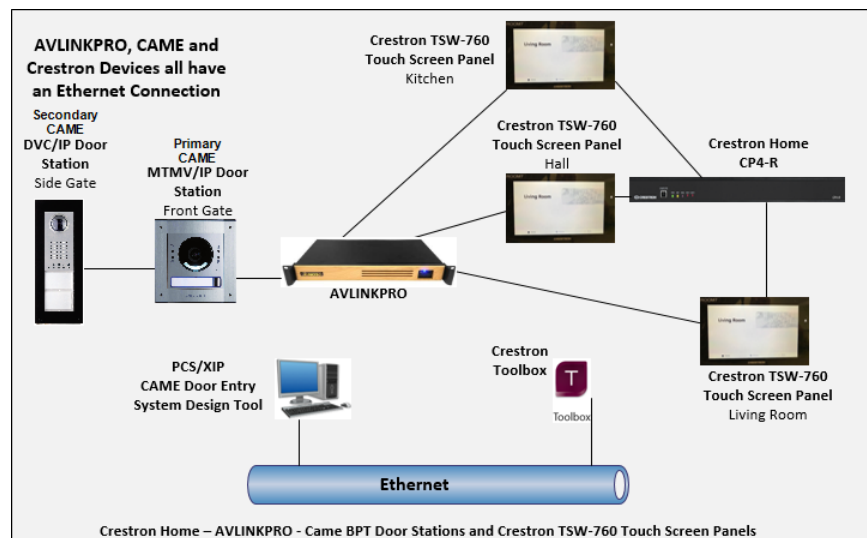 AVLINKPRO, CAME and
Crestron Devices all have
an Ethernet Connection
Secondary
CAME
DVC/IP Door
Station
Side Gate
Primary
CAME
MTMV/IP Door
Station
Front Gate
Crestron TSW-760
Touch Screen Panel
Kitchen
Living Room
Crestron TSW-760
Touch Screen Panel
Hall
Living Room
Crestron Home
CP4-R
AVLINKPRO
Living Room
Crestron TSW-760
Touch Screen Panel
Living Room
PCS/XIP
CAME Door Entry
System Design Tool
Crestron
Toolbox
T
Toolbox
Ethernet
Crestron Home – AVLINKPRO - Came BPT Door Stations and Crestron TSW-760 Touch Screen Panels